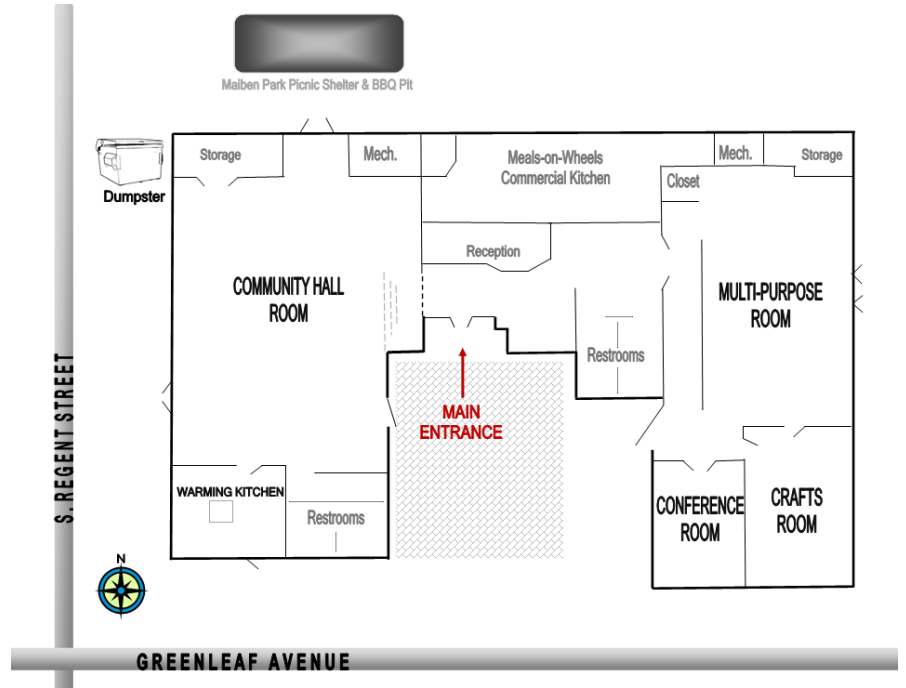 Maiben Park Picnic Shelter & BBQ Pit
Storage
Mech.
Meals-on-Wheels
Commercial Kitchen
Mech.
Storage
Closet
Dumpster
Reception
COMMUNITY HALL
ROOM
MULTI-PURPOSE
ROOM
Restrooms
MAIN
ENTRANCE
S. REGENT STREET
WARMING KITCHEN
Restrooms
CONFERENCE
ROOM
CRAFTS
ROOM
N
GREENLEAF AVENUE